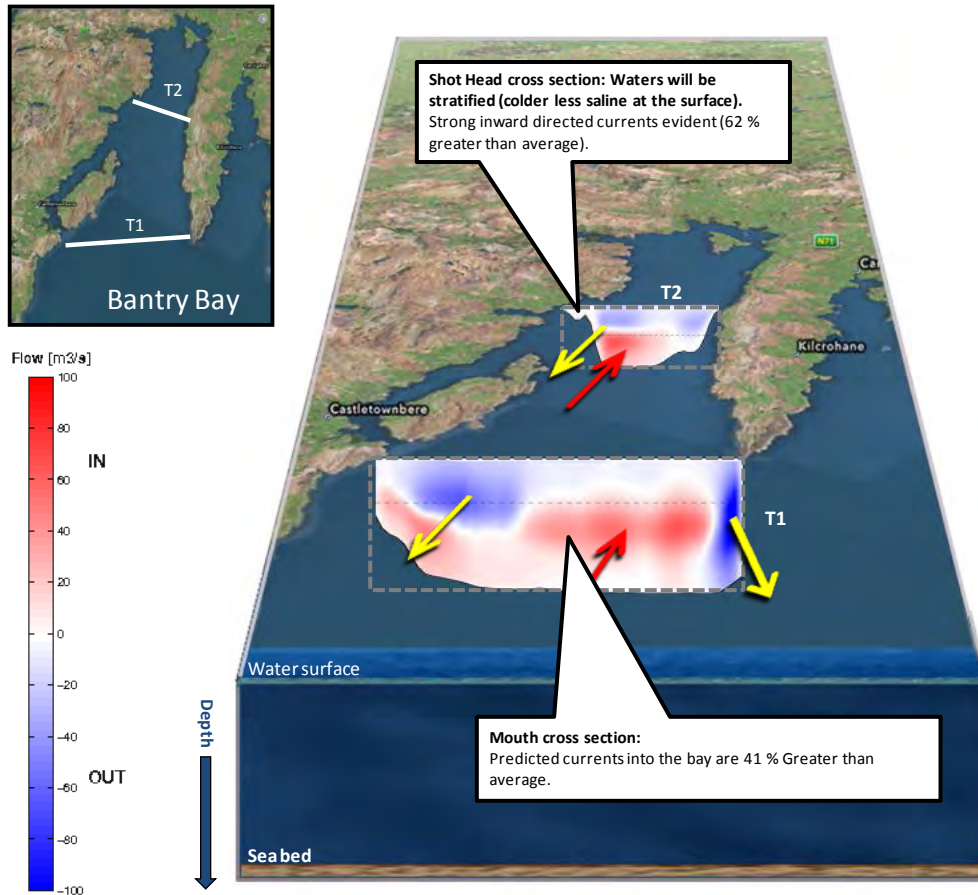 T2
T1
Bantry Bay
Flow [m3/s]
100
80
60
40
20
0
−20
−40
−60
−80
−100
IN
OUT
Shot Head cross section: Waters will be
stratified (colder less saline at the surface).
Strong inward directed currents evident (62 %
greater than average).
N71
T2
Kilcrohane
Castletownbere
T1
Water surface
Depth
Mouth cross section:
Predicted currents into the bay are 41 % Greater than
average.
Sea bed